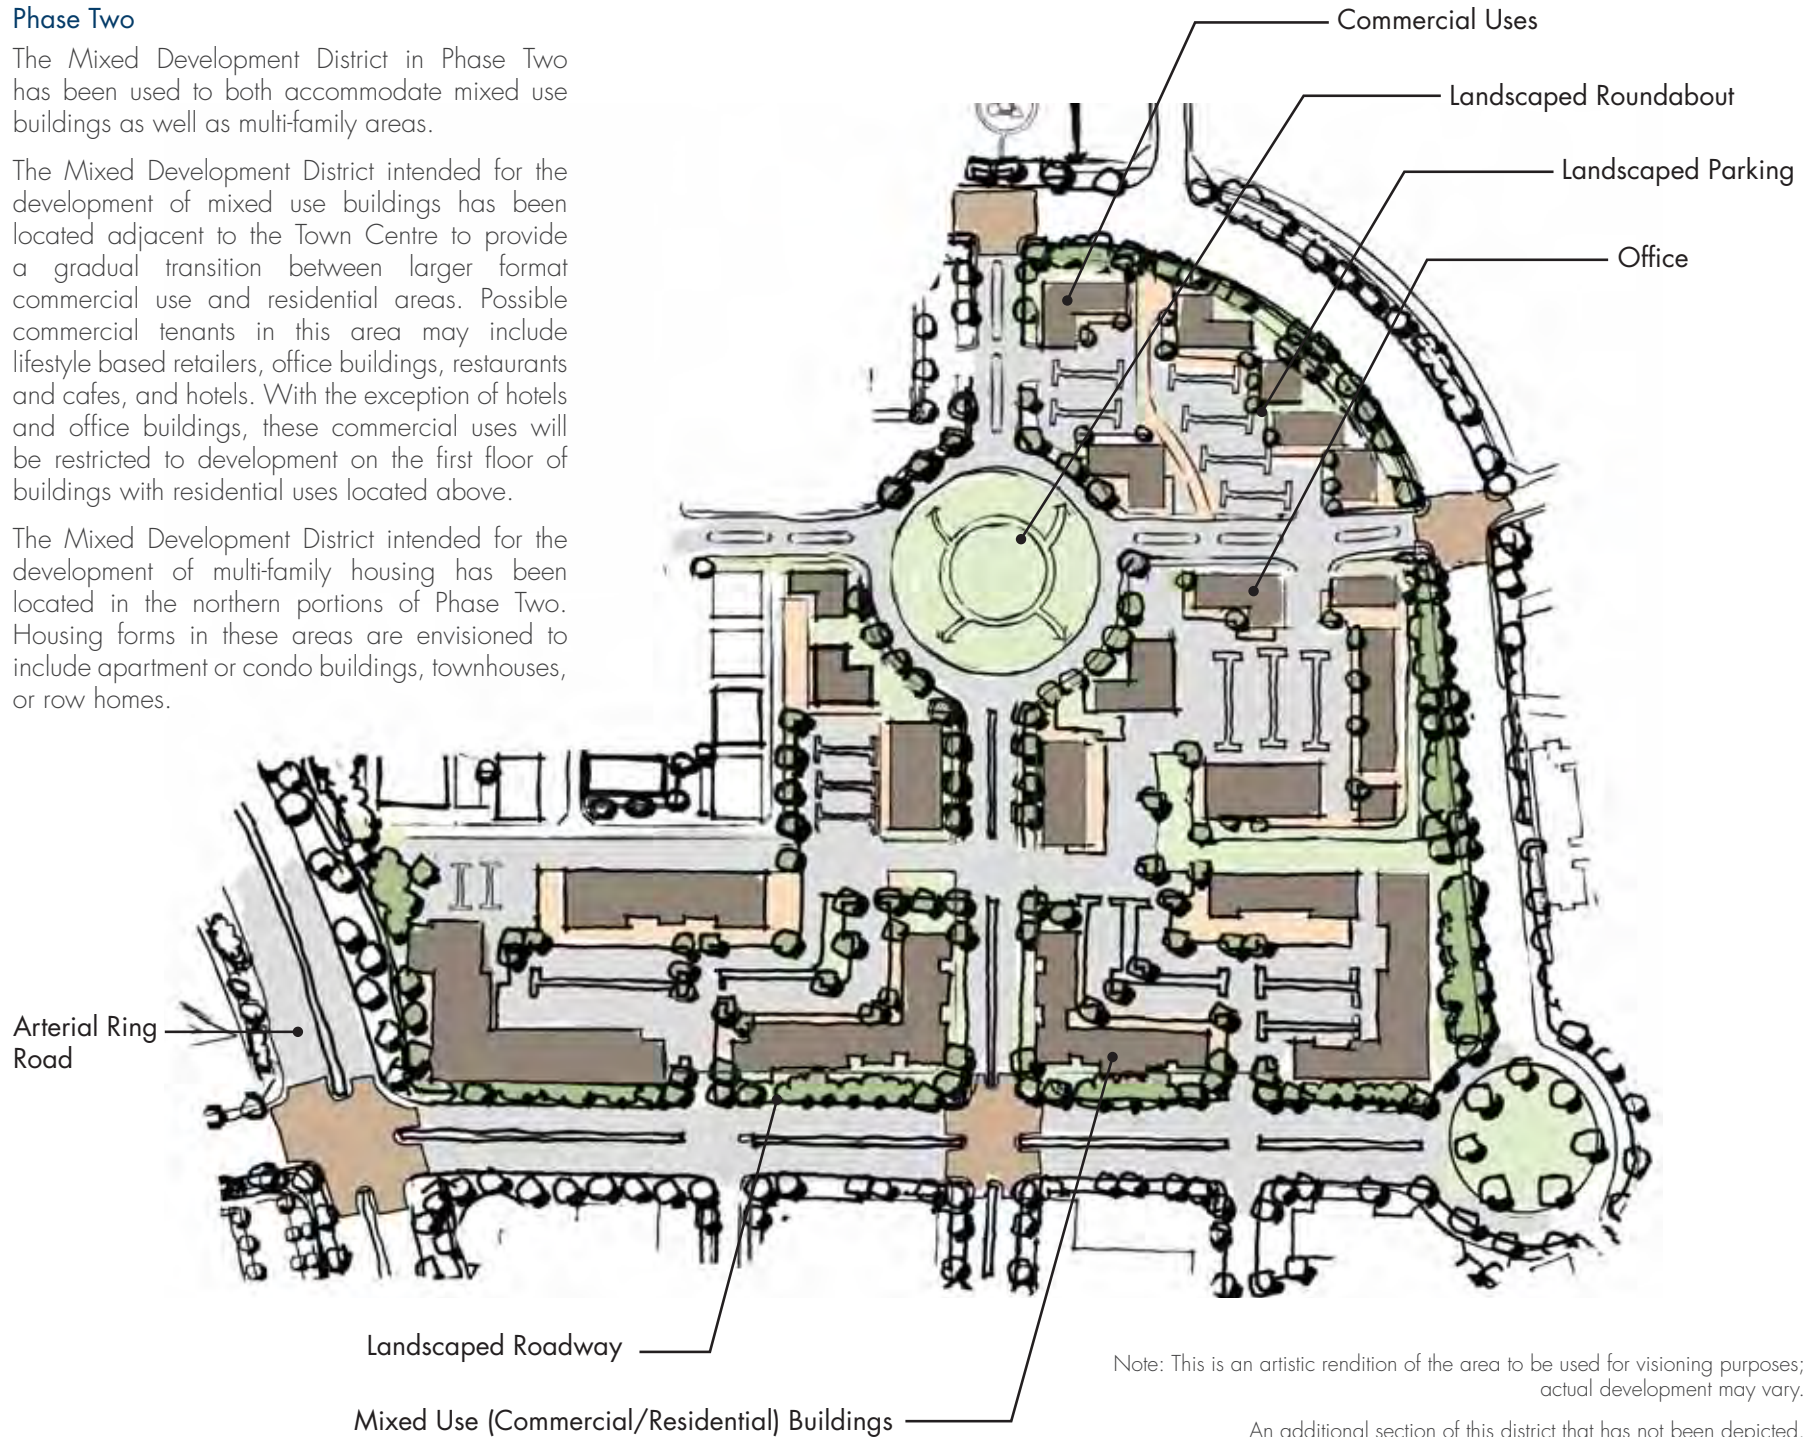 Phase Two
The Mixed Development District in Phase Two
has been used to both accommodate mixed use
buildings as well as multi-family areas.
The Mixed Development District intended for the
development of mixed use buildings has been
located adjacent to the Town Centre to provide
a gradual transition between larger format
commercial use and residential areas. Possible
commercial tenants in this area may include
lifestyle based retailers, office buildings, restaurants
and cafes, and hotels. With the exception of hotels
and office buildings, these commercial uses will
be restricted to development on the first floor of
buildings with residential uses located above.
The Mixed Development District intended for the
development of multi-family housing has been
located in the northern portions of Phase Two.
Housing forms in these areas are envisioned to
include apartment or condo buildings, townhouses,
or row homes.
Commercial Uses
Landscaped Roundabout
Landscaped Parking
Office
Arterial Ring
Road
Landscaped Roadway
Mixed Use (Commercial/Residential) Buildings
Note: This is an artistic rendition of the area to be used for visioning purposes;
actual development may vary.
An additional section of this district that has not been depicted.